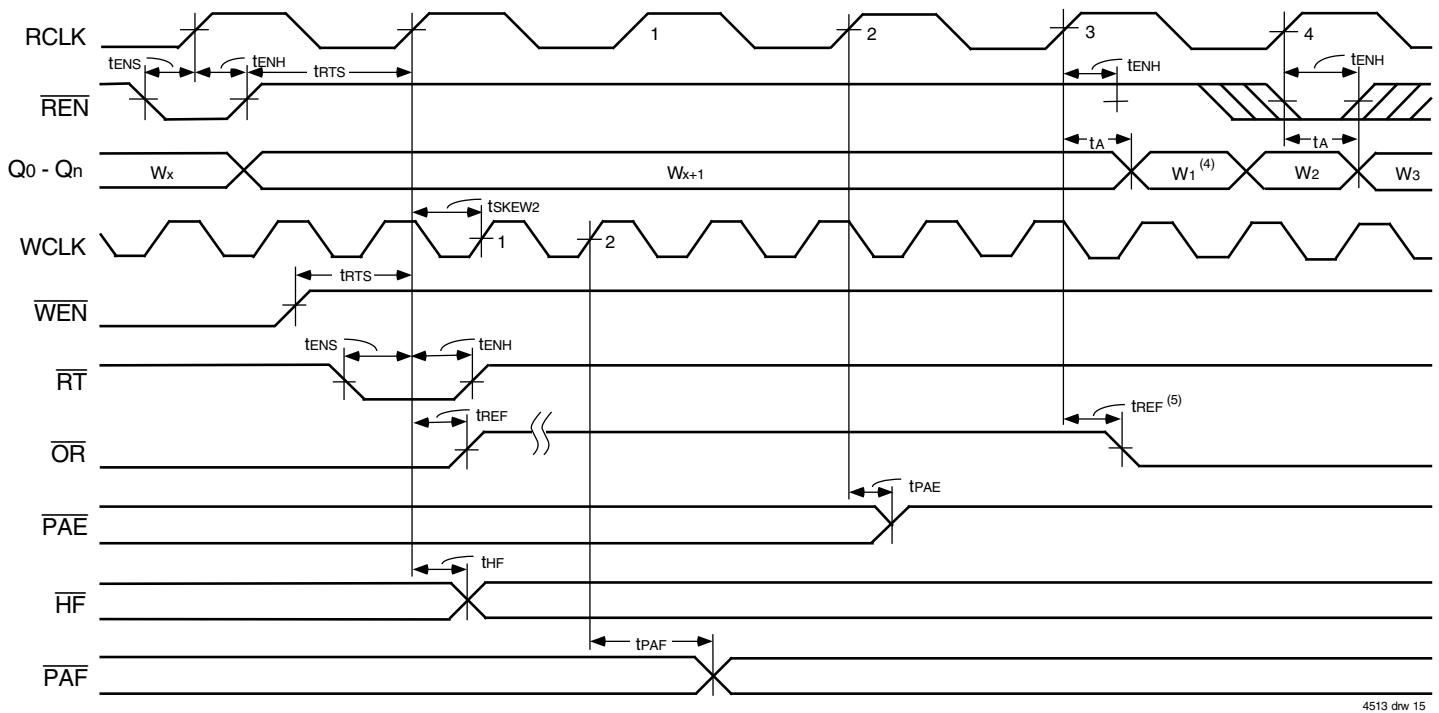 RCLK 1 2 3 4
tENS tENH tRTS tENH tENH
REN
tA tA
Q0 - Qn Wx Wx+1 W1 (4) W2 W3
tSKEW2
WCLK 1 2
tRTS
WEN
tENS tENH
RT
tREF tREF (5)
OR
tPAE
PAE
tHF
HF
tPAF
PAF
4513 drw 15